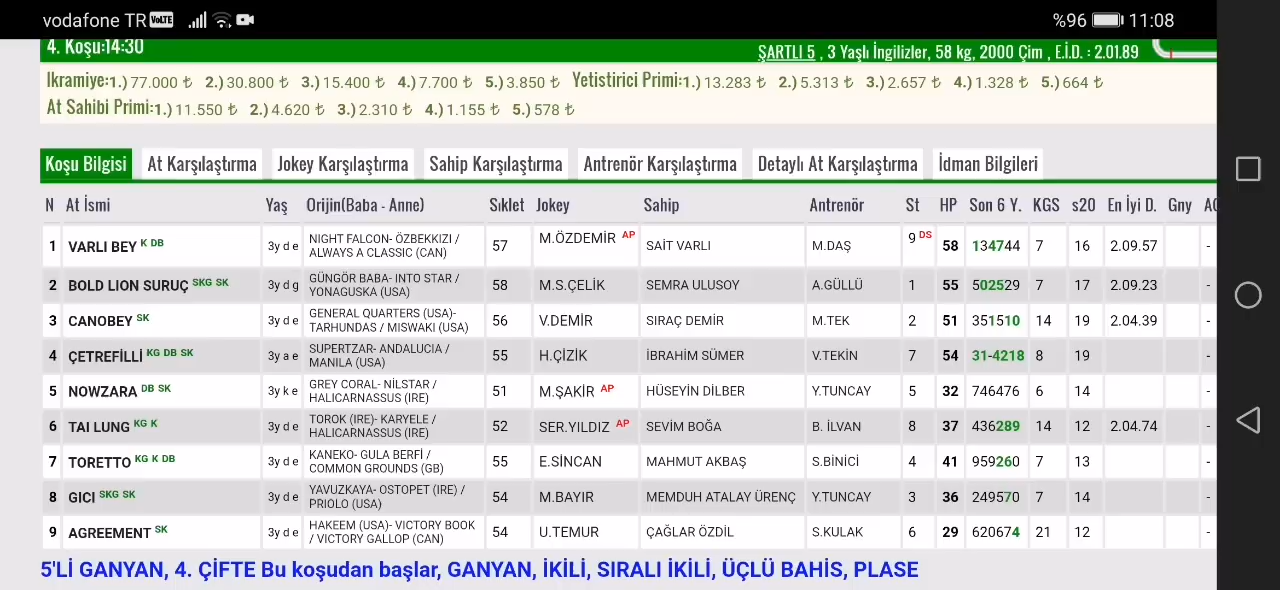 vodafone TR VoLTE %96 11:08
4. Koşu:14:30 ŞARTLI 5 , 3 Yaşlı İngilizler, 58 kg, 2000 Çim , E.İ.D. : 2.01.89
Ikramiye:1.) 77.000 ₺ 2.) 30.800 ₺ 3.) 15.400 ₺ 4.) 7.700 ₺ 5.) 3.850 ₺ Yetistirici Primi:1.) 13.283 ₺ 2.) 5.313 ₺ 3.) 2.657 ₺ 4.) 1.328 ₺ 5.) 664 ₺
At Sahibi Primi:1.) 11.550 ₺ 2.) 4.620 ₺ 3.) 2.310 ₺ 4.) 1.155 ₺ 5.) 578 ₺
Koşu Bilgisi At Karşılaştırma Jokey Karşılaştırma Sahip Karşılaştırma Antrenör Karşılaştırma Detaylı At Karşılaştırma İdman Bilgileri
N At İsmi Yaş Orijin(Baba - Anne) Sıklet Jokey Sahip Antrenör St HP Son 6 Y. KGS s20 En İyi D. Gny
1 VARLI BEY K DB 3y d e NIGHT FALCON- ÖZBEKKIZI / ALWAYS A CLASSIC (CAN) 57 M.ÖZDEMİR AP SAİT VARLI M.DAŞ 9 DS 58 134744 7 16 2.09.57 -
2 BOLD LION SURUÇ SKG SK 3y d g GÜNGÖR BABA- INTO STAR / YONAGUSKA (USA) 58 M.S.ÇELİK SEMRA ULUSOY A.GÜLLÜ 1 55 502529 7 17 2.09.23 -
3 CANOBEY SK 3y d e GENERAL QUARTERS (USA)- TARHUNDAS / MISWAKI (USA) 56 V.DEMİR SIRAÇ DEMİR M.TEK 2 51 351510 14 19 2.04.39 -
4 ÇETREFİLLİ KG DB SK 3y a e SUPERTZAR- ANDALUCIA / MANILA (USA) 55 H.ÇİZİK İBRAHİM SÜMER V.TEKİN 7 54 31-4218 8 19 -
5 NOWZARA DB SK 3y k e GREY CORAL- NİLSTAR / HALICARNASSUS (IRE) 51 M.ŞAKİR AP HÜSEYİN DİLBER Y.TUNCAY 5 32 746476 6 14 -
6 TAI LUNG KG K 3y d e TOROK (IRE)- KARYELE / HALICARNASSUS (IRE) 52 SER.YILDIZ AP SEVİM BOĞA B. İLVAN 8 37 436289 14 12 2.04.74 -
7 TORETTO KG K DB 3y d e KANEKO- GULA BERFİ / COMMON GROUNDS (GB) 55 E.SİNCAN MAHMUT AKBAŞ S.BİNİCİ 4 41 959260 7 13 -
8 GICI SKG SK 3y d e YAVUZKAYA- OSTOPET (IRE) / PRIOLO (USA) 54 M.BAYIR MEMDUH ATALAY ÜRENÇ Y.TUNCAY 3 36 249570 7 14 -
9 AGREEMENT SK 3y d e HAKEEM (USA)- VICTORY BOOK / VICTORY GALLOP (CAN) 54 U.TEMUR ÇAĞLAR ÖZDİL S.KULAK 6 29 620674 21 12 -
5'Lİ GANYAN, 4. ÇİFTE Bu koşudan başlar, GANYAN, İKİLİ, SIRALI İKİLİ, ÜÇLÜ BAHİS, PLASE